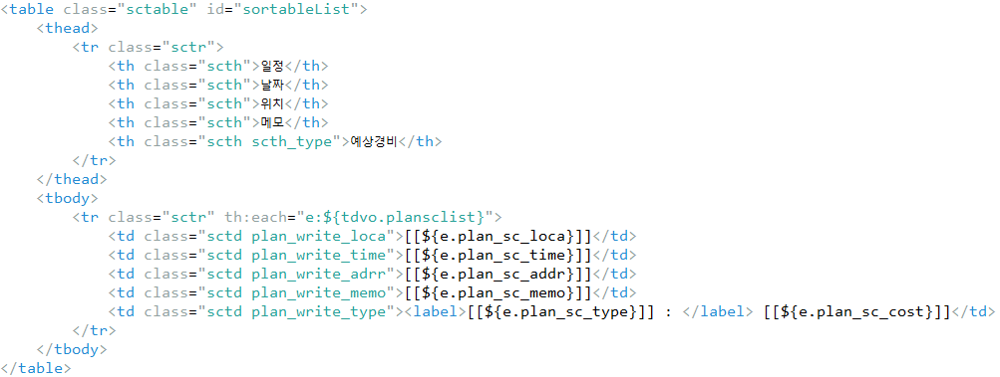 <table class="sctable" id="sortableList">
    <thead>
        <tr class="sctr">
            <th class="scth">일정</th>
            <th class="scth">날짜</th>
            <th class="scth">위치</th>
            <th class="scth">메모</th>
            <th class="scth scth_type">예상경비</th>
        </tr>
    </thead>
    <tbody>
        <tr class="sctr" th:each="e:${tdvo.plansclist}">
            <td class="sctd plan_write_loca">[[${e.plan_sc_loca}]]</td>
            <td class="sctd plan_write_time">[[${e.plan_sc_time}]]</td>
            <td class="sctd plan_write_adrr">[[${e.plan_sc_addr}]]</td>
            <td class="sctd plan_write_memo">[[${e.plan_sc_memo}]]</td>
            <td class="sctd plan_write_type"><label>[[${e.plan_sc_type}]] : </label> [[${e.plan_sc_cost}]]</td>
        </tr>
    </tbody>
</table>